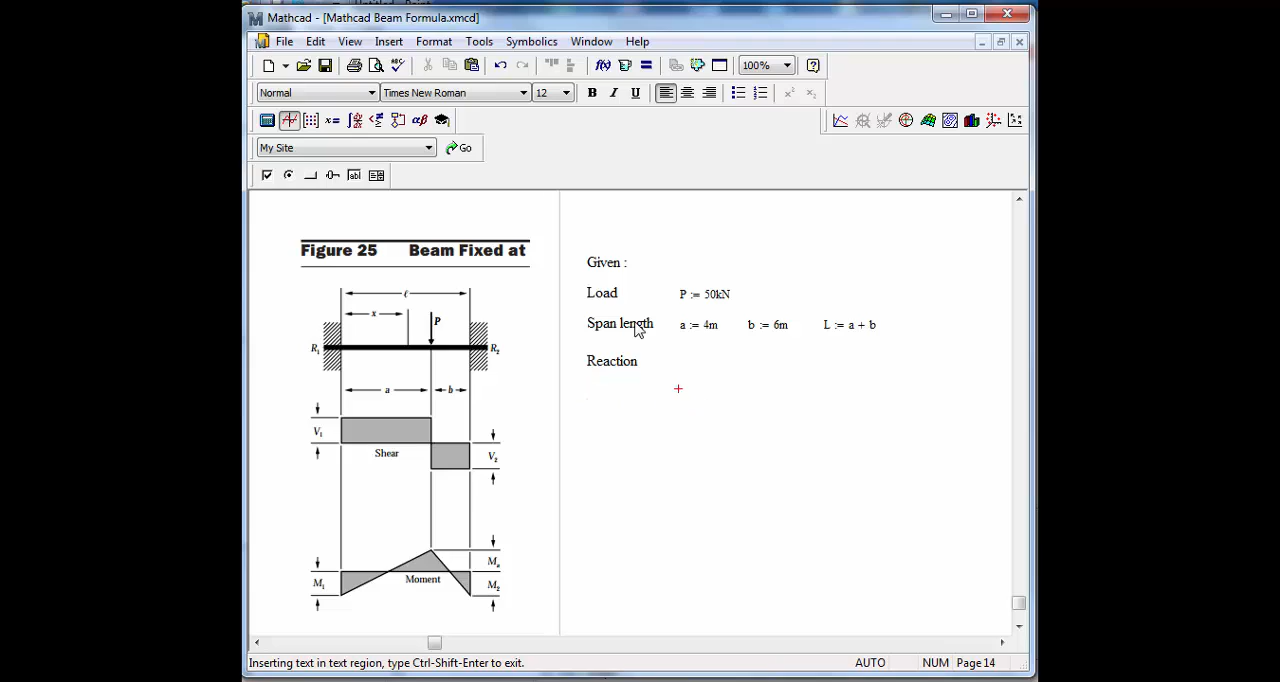 Mathcad - [Mathcad Beam Formula.xmcd]
File Edit View Insert Format Tools Symbolics Window Help
100%
Normal Times New Roman 12 B I U
My Site Go
Figure 25 Beam Fixed at
ℓ
x
P
R₁ R₂
a b
V₁
Shear
V₂
Mₐ
M₁ Moment M₂
Given :
Load P := 50kN
Span length a := 4m b := 6m L := a + b
Reaction
Inserting text in text region, type Ctrl-Shift-Enter to exit. AUTO NUM Page 14